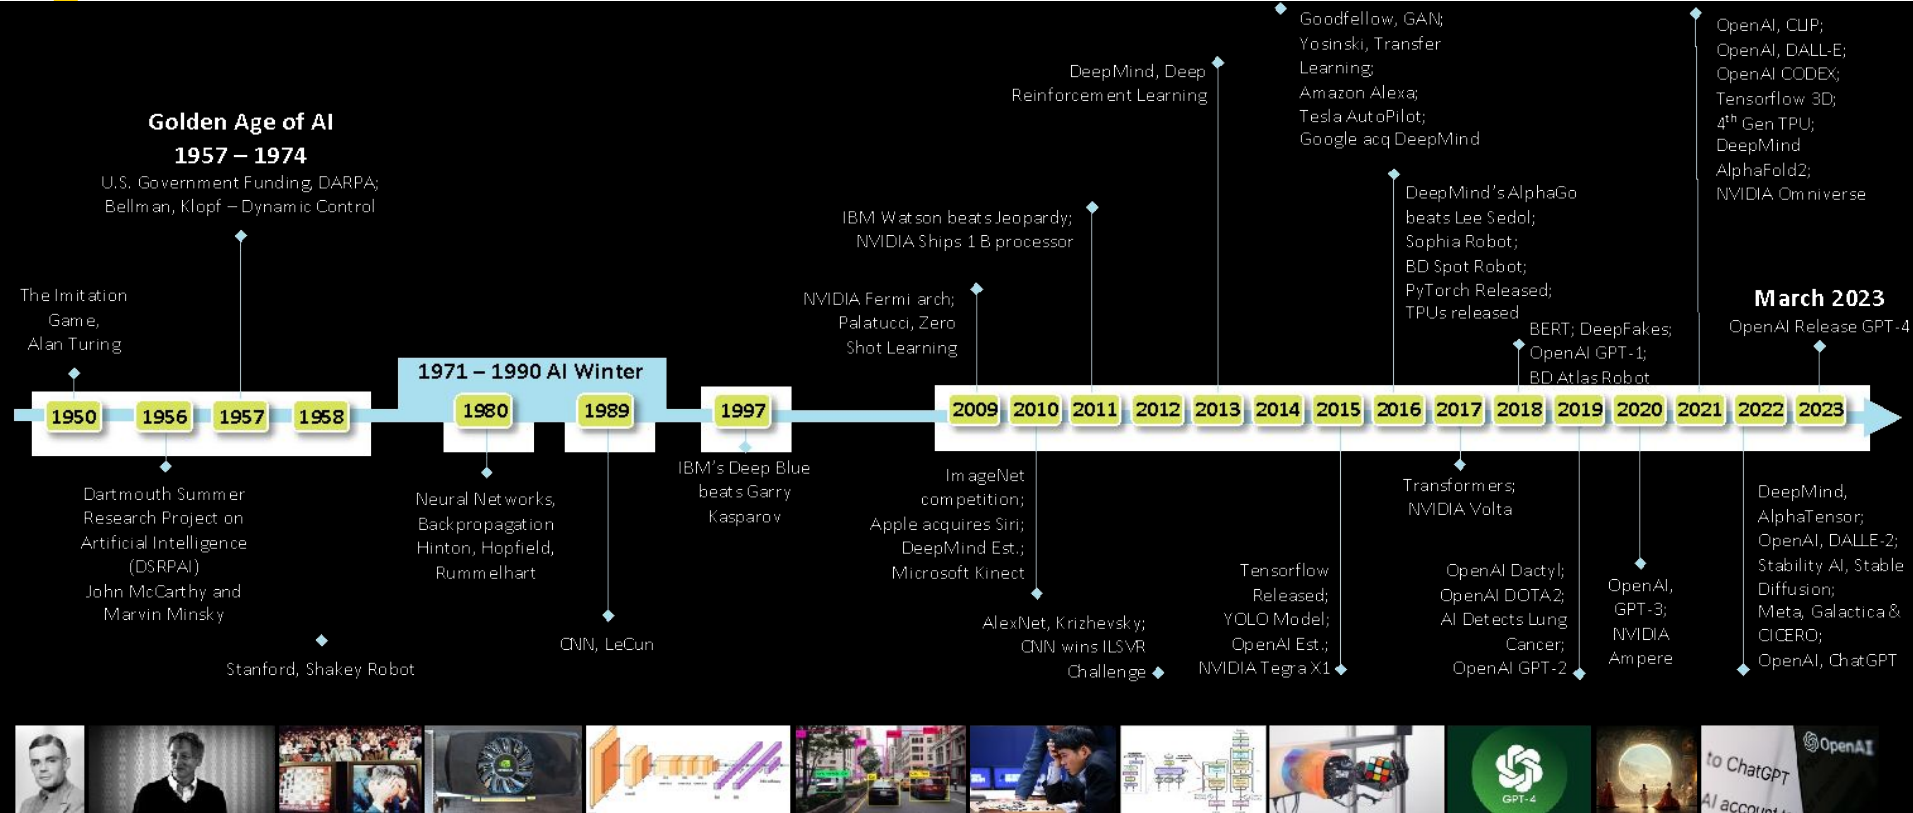 Goodfellow, GAN;
Yosinski, Transfer
Learning;
Amazon Alexa;
Tesla AutoPilot;
Google acq DeepMind
OpenAI, CLIP;
OpenAI, DALL-E;
OpenAI CODEX;
Tensorflow 3D;
4th Gen TPU;
DeepMind
AlphaFold2;
NVIDIA Omniverse
DeepMind, Deep
Reinforcement Learning
Golden Age of AI
1957 – 1974
U.S. Government Funding, DARPA;
Bellman, Klopf – Dynamic Control
DeepMind's AlphaGo
beats Lee Sedol;
Sophia Robot;
BD Spot Robot;
PyTorch Released;
TPUs released
IBM Watson beats Jeopardy;
NVIDIA Ships 1 B processor
The Imitation
Game,
Alan Turing
NVIDIA Fermi arch;
Palatucci, Zero
Shot Learning
March 2023
OpenAI Release GPT-4
BERT; DeepFakes;
OpenAI GPT-1;
BD Atlas Robot
1971 – 1990 AI Winter
1950 1956 1957 1958 1980 1989 1997 2009 2010 2011 2012 2013 2014 2015 2016 2017 2018 2019 2020 2021 2022 2023
Dartmouth Summer
Research Project on
Artificial Intelligence
(DSRPAI)
John McCarthy and
Marvin Minsky
Stanford, Shakey Robot
Neural Networks,
Backpropagation
Hinton, Hopfield,
Rummelhart
CNN, LeCun
IBM's Deep Blue
beats Garry
Kasparov
ImageNet
competition;
Apple acquires Siri;
DeepMind Est.;
Microsoft Kinect
AlexNet, Krizhevsky;
CNN wins ILSVR
Challenge
Tensorflow
Released;
YOLO Model;
OpenAI Est.;
NVIDIA Tegra X1
Transformers;
NVIDIA Volta
OpenAI Dactyl;
OpenAI DOTA2;
AI Detects Lung
Cancer;
OpenAI GPT-2
OpenAI,
GPT-3;
NVIDIA
Ampere
DeepMind,
AlphaTensor;
OpenAI, DALLE-2;
Stability AI, Stable
Diffusion;
Meta, Galactica &
CICERO;
OpenAI, ChatGPT
GPT-4
to ChatGPT
AI account
OpenAI